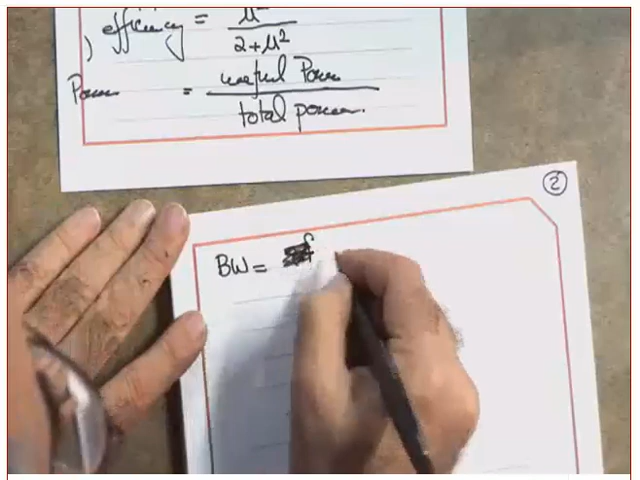 efficiency = μ²
2 + μ²
Power = useful Power
total power.
2
BW = f